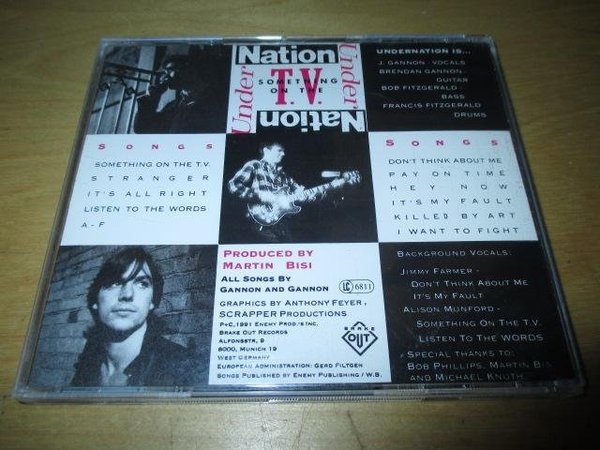 Under
Nation
SOMETHING
ON THE
T.V.
Nation
Under
UNDERNATION IS...
J. GANNON - VOCALS
BRENDAN GANNON -
GUITAR
BOB FITZGERALD -
BASS
FRANCIS FITZGERALD
DRUMS
SONGS
SOMETHING ON THE T.V.
STRANGER
IT'S ALL RIGHT
LISTEN TO THE WORDS
A-F
SONGS
DON'T THINK ABOUT ME
PAY ON TIME
HEY NOW
IT'S MY FAULT
KILLED BY ART
I WANT TO FIGHT
PRODUCED BY
MARTIN BISI
ALL SONGS BY
GANNON AND GANNON
LC 6811
GRAPHICS BY ANTHONY FEYER,
SCRAPPER PRODUCTIONS
P+C, 1991 ENEMY PROD/S INC.
BRAKE OUT RECORDS
ALFONSSTR. 9
8000, MUNICH 19
WEST GERMANY
EUROPEAN ADMINISTRATION: GERD FILTGEN
SONGS PUBLISHED BY ENEMY PUBLISHING / W.B.
BRAKE
OUT
BACKGROUND VOCALS:
JIMMY FARMER -
DON'T THINK ABOUT ME
IT'S MY FAULT
ALISON MUNFORD -
SOMETHING ON THE T.V.
LISTEN TO THE WORDS
SPECIAL THANKS TO:
BOB PHILLIPS, MARTIN BISI
AND MICHAEL KNUTH